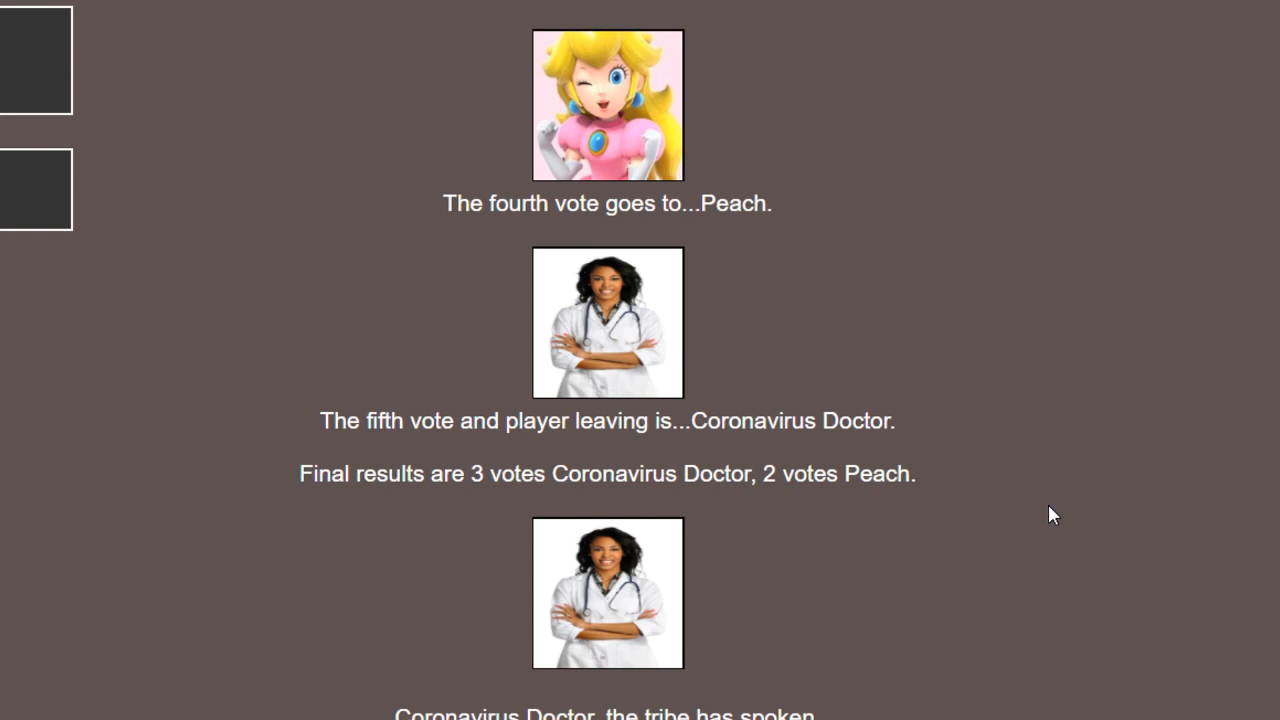 The fourth vote goes to...Peach.
The fifth vote and player leaving is...Coronavirus Doctor.
Final results are 3 votes Coronavirus Doctor, 2 votes Peach.
Coronavirus Doctor, the tribe has spoken.